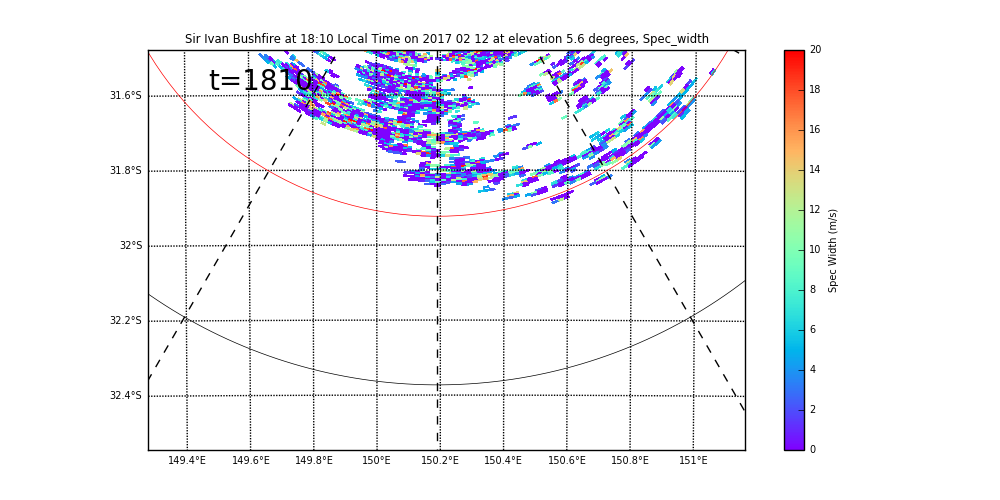 Sir Ivan Bushfire at 18:10 Local Time on 2017 02 12 at elevation 5.6 degrees, Spec_width
t=1810
31.6°S
31.8°S
32°S
32.2°S
32.4°S
149.4°E 149.6°E 149.8°E 150°E 150.2°E 150.4°E 150.6°E 150.8°E 151°E
20
18
16
14
12
10
8
6
4
2
0
Spec Width (m/s)